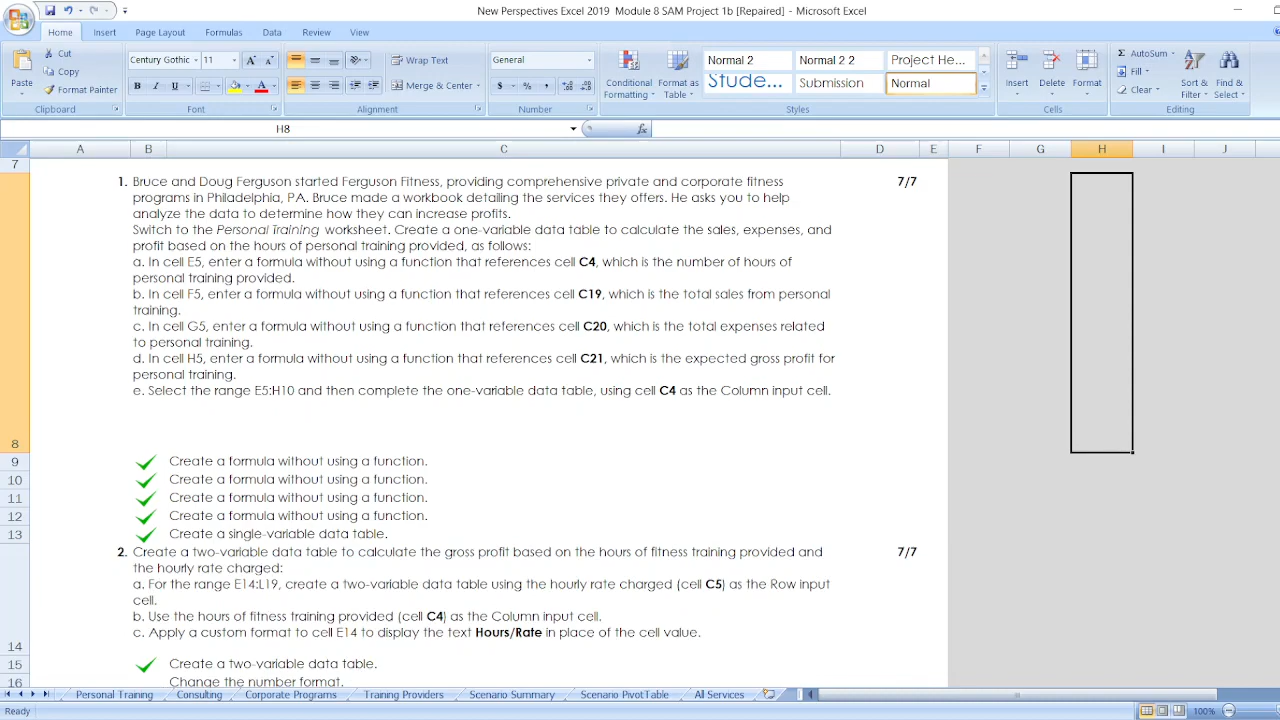 New Perspectives Excel 2019 Module 8 SAM Project 1b [Repaired] - Microsoft Excel
Home Insert Page Layout Formulas Data Review View
Paste
Cut
Copy
Format Painter
Clipboard
Century Gothic 11
B I U
Font
Wrap Text
Merge & Center
Alignment
General
$ % ,
Number
Conditional Formatting
Format as Table
Normal 2 Normal 2 2 Project He...
Stude... Submission Normal
Styles
Insert Delete Format
Cells
Σ AutoSum
Fill
Clear
Sort & Filter
Find & Select
Editing
H8 fx
A B C D E F G H I J
7
1. Bruce and Doug Ferguson started Ferguson Fitness, providing comprehensive private and corporate fitness 7/7
programs in Philadelphia, PA. Bruce made a workbook detailing the services they offers. He asks you to help
analyze the data to determine how they can increase profits.
Switch to the Personal Training worksheet. Create a one-variable data table to calculate the sales, expenses, and
profit based on the hours of personal training provided, as follows:
a. In cell E5, enter a formula without using a function that references cell C4, which is the number of hours of
personal training provided.
b. In cell F5, enter a formula without using a function that references cell C19, which is the total sales from personal
training.
c. In cell G5, enter a formula without using a function that references cell C20, which is the total expenses related
to personal training.
d. In cell H5, enter a formula without using a function that references cell C21, which is the expected gross profit for
personal training.
e. Select the range E5:H10 and then complete the one-variable data table, using cell C4 as the Column input cell.
8
9 Create a formula without using a function.
10 Create a formula without using a function.
11 Create a formula without using a function.
12 Create a formula without using a function.
13 Create a single-variable data table.
2. Create a two-variable data table to calculate the gross profit based on the hours of fitness training provided and 7/7
the hourly rate charged:
a. For the range E14:L19, create a two-variable data table using the hourly rate charged (cell C5) as the Row input
cell.
b. Use the hours of fitness training provided (cell C4) as the Column input cell.
c. Apply a custom format to cell E14 to display the text Hours/Rate in place of the cell value.
14
15 Create a two-variable data table.
16 Change the number format.
Personal Training Consulting Corporate Programs Training Providers Scenario Summary Scenario PivotTable All Services
Ready 100%